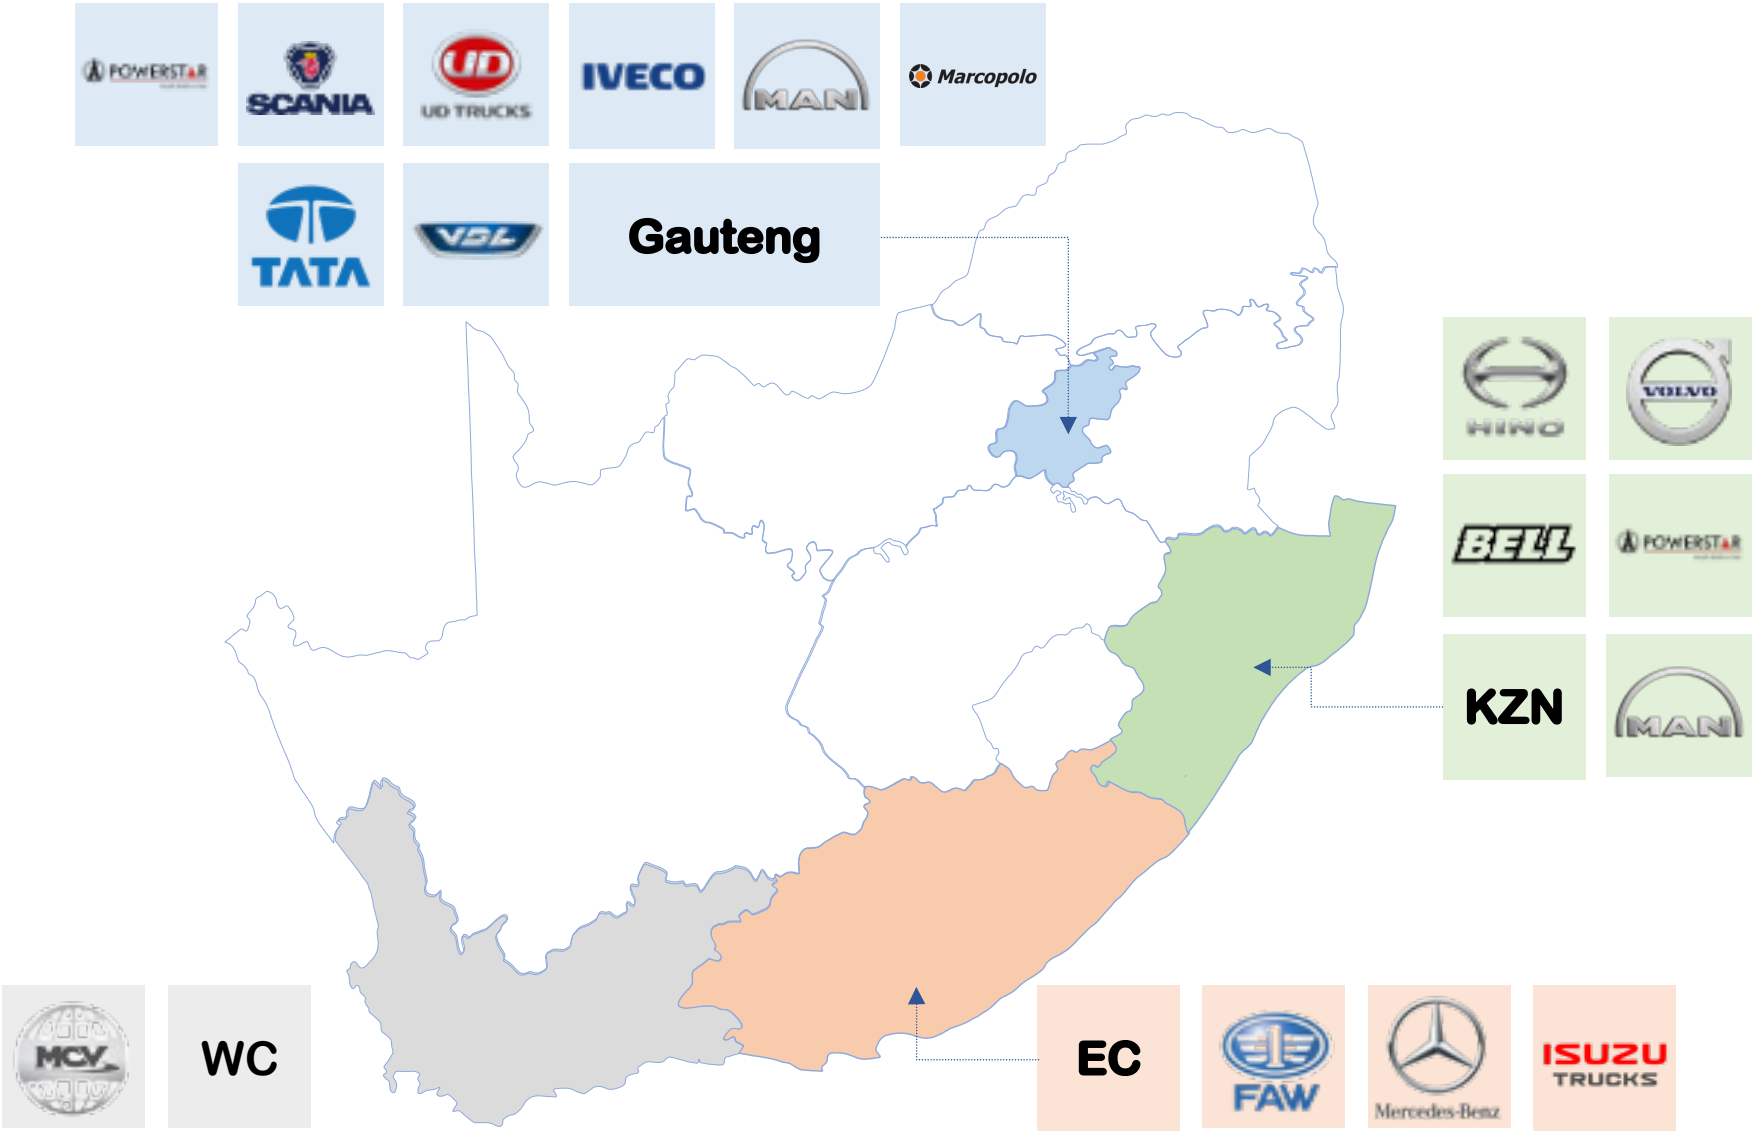 POWERSTAR
SCANIA
UD
UD TRUCKS
IVECO
MAN
Marcopolo
TATA
VDL
Gauteng
HINO
VOLVO
BELL
POWERSTAR
KZN
MAN
MCV
WC
EC
FAW
Mercedes-Benz
ISUZU
TRUCKS